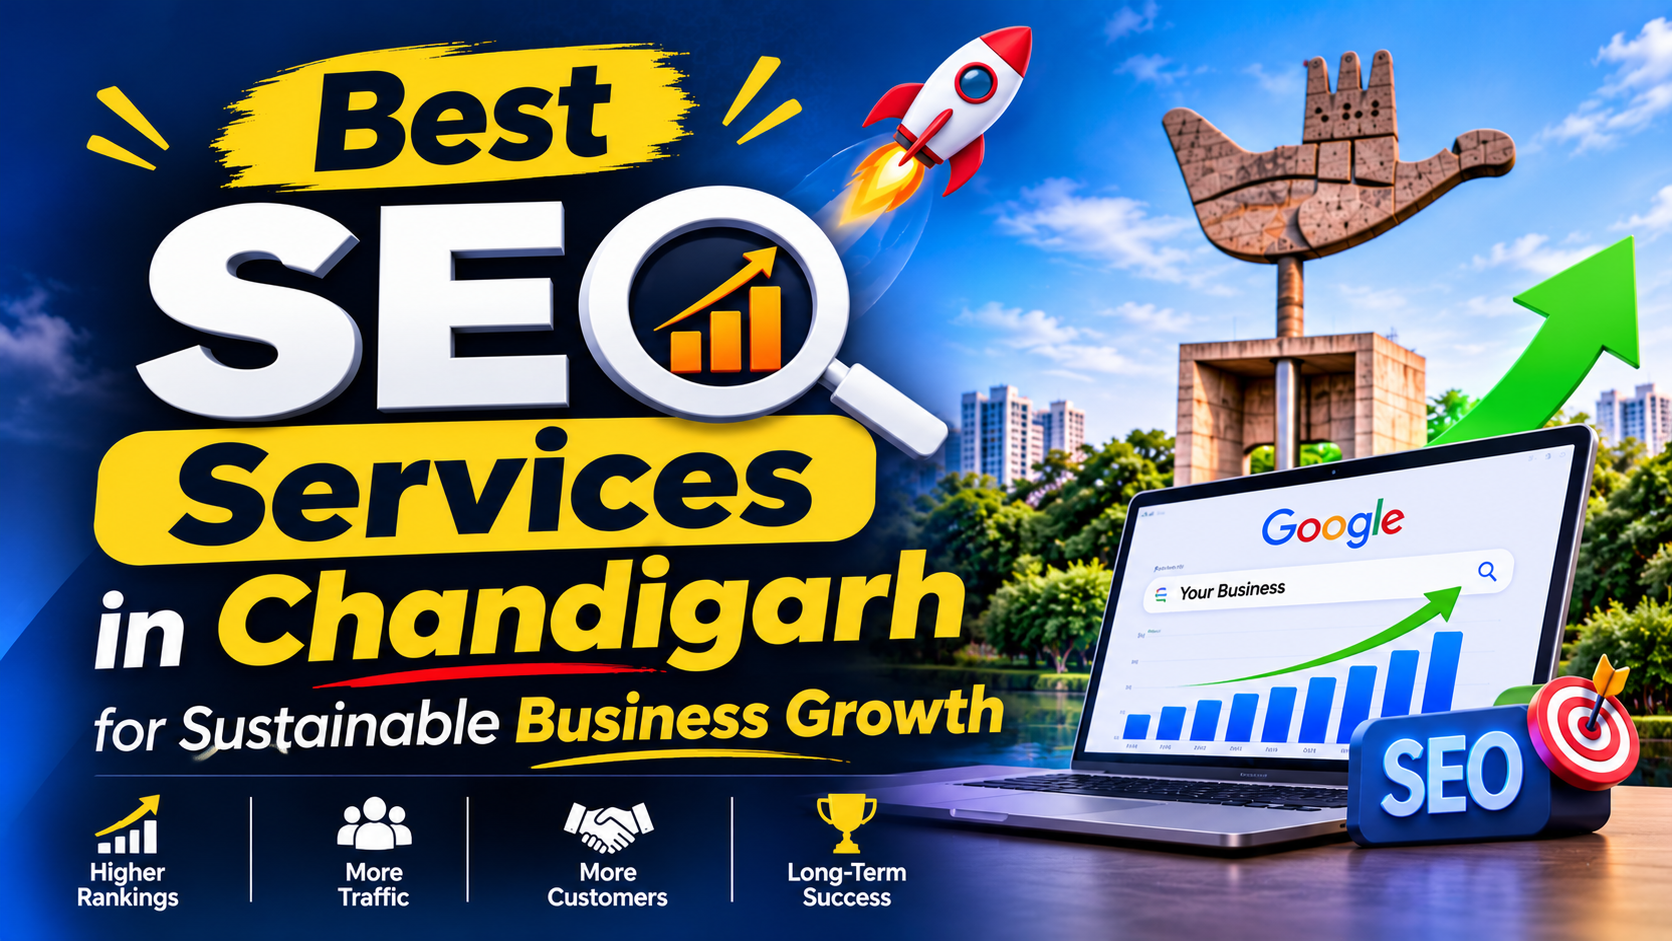 Best
SEO
Services
in Chandigarh
for Sustainable Business Growth
Higher
Rankings
More
Traffic
More
Customers
Long-Term
Success
Google
Your Business
SEO